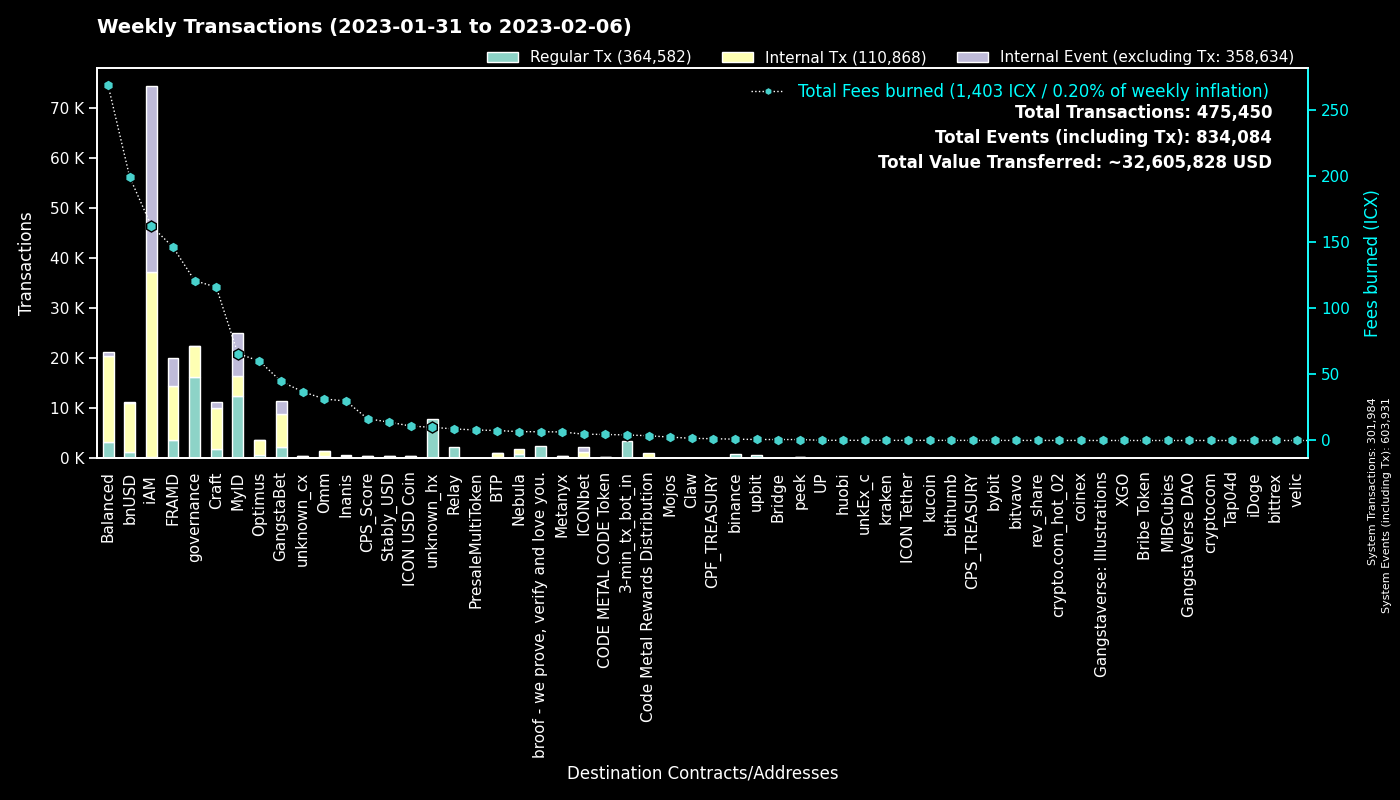 Weekly Transactions (2023-01-31 to 2023-02-06)
Regular Tx (364,582)
Internal Tx (110,868)
Internal Event (excluding Tx: 358,634)
Total Fees burned (1,403 ICX / 0.20% of weekly inflation)
Total Transactions: 475,450
Total Events (including Tx): 834,084
Total Value Transferred: ~32,605,828 USD
Transactions
70 K
60 K
50 K
40 K
30 K
20 K
10 K
0 K
250
200
150
100
50
0
Fees burned (ICX)
Balanced
bnUSD
iAM
FRAMD
governance
Craft
MyID
Optimus
GangstaBet
unknown_cx
Omm
Inanis
CPS_Score
Stably_USD
ICON USD Coin
unknown_hx
Relay
PresaleMultiToken
BTP
Nebula
broof - we prove, verify and love you.
Metanyx
ICONbet
CODE METAL CODE Token
3-min_tx_bot_in
Code Metal Rewards Distribution
Mojos
Claw
CPF_TREASURY
binance
upbit
Bridge
peek
UP
huobi
unkEx_c
kraken
ICON Tether
kucoin
bithumb
CPS_TREASURY
bybit
bitvavo
rev_share
crypto.com_hot_02
coinex
Gangstaverse: Illustrations
XGO
Bribe Token
MIBCubies
GangstaVerse DAO
cryptocom
Tap04d
iDoge
bittrex
velic
Destination Contracts/Addresses
System Transactions: 301,984
System Events (including Tx): 603,931